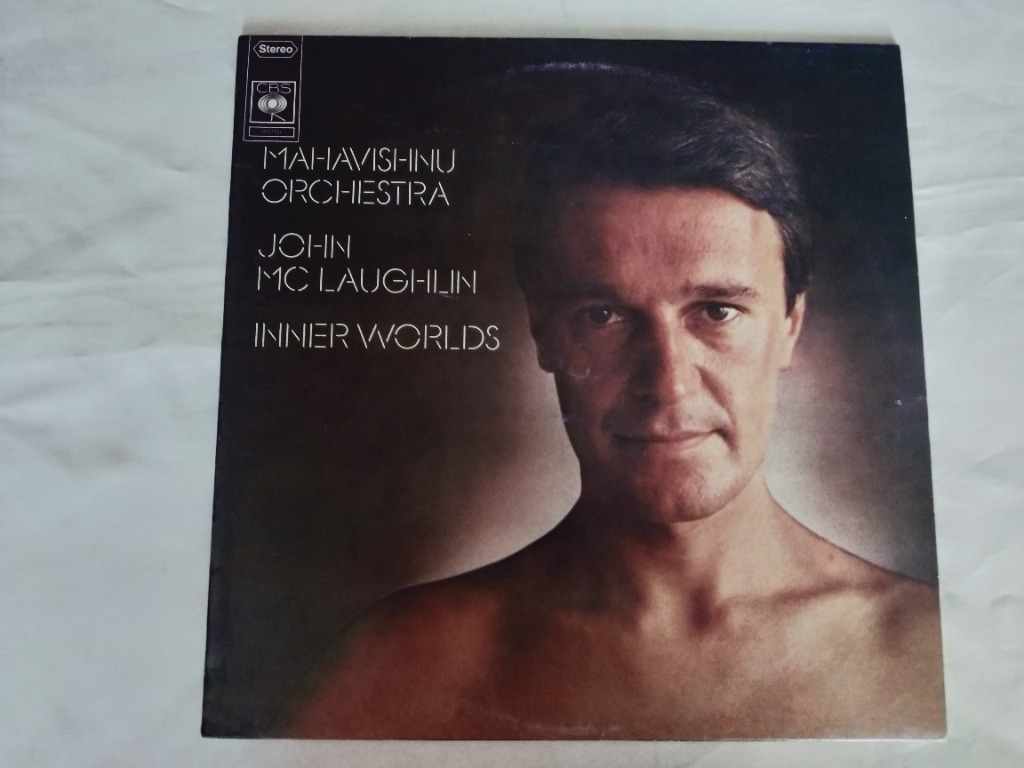 Stereo
CBS
MAHAVISHNU
ORCHESTRA
JOHN
MC LAUGHLIN
INNER WORLDS